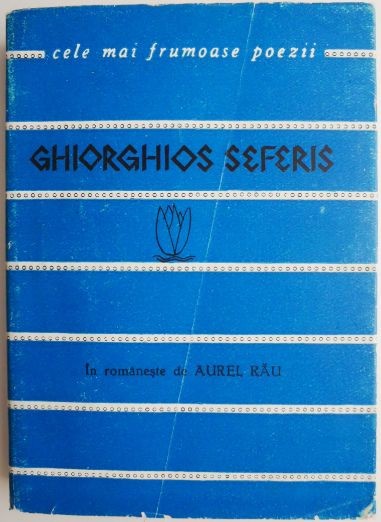 cele mai frumoase poezii
GHIORGHIOS SEFERIS
În românește de AUREL RĂU